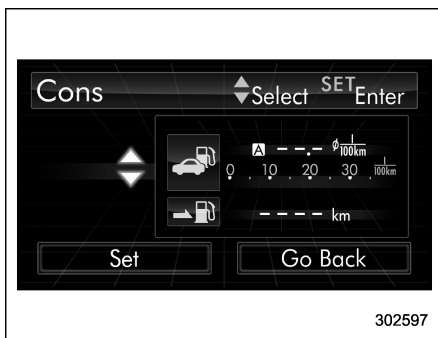 Cons Select SET Enter
A --.- ϕ l/100km
0 . 10 . 20 . 30 . l/100km
---- km
Set Go Back
302597